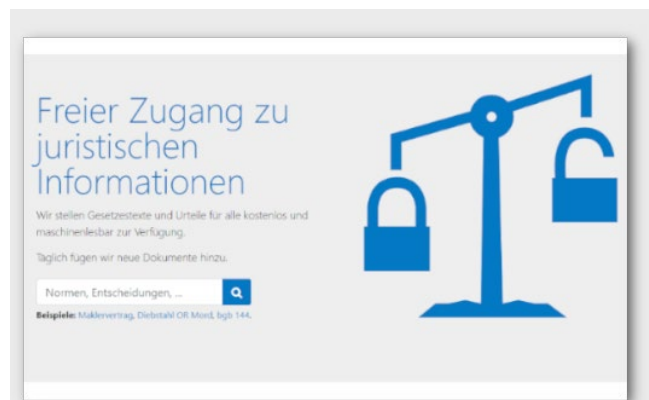 Freier Zugang zu
juristischen
Informationen
Wir stellen Gesetzestexte und Urteile für alle kostenlos und
maschinenlesbar zur Verfügung.
Täglich fügen wir neue Dokumente hinzu.
Normen, Entscheidungen, ...
Beispiele: Maklervertrag, Diebstahl OR Mord, bgb 144.